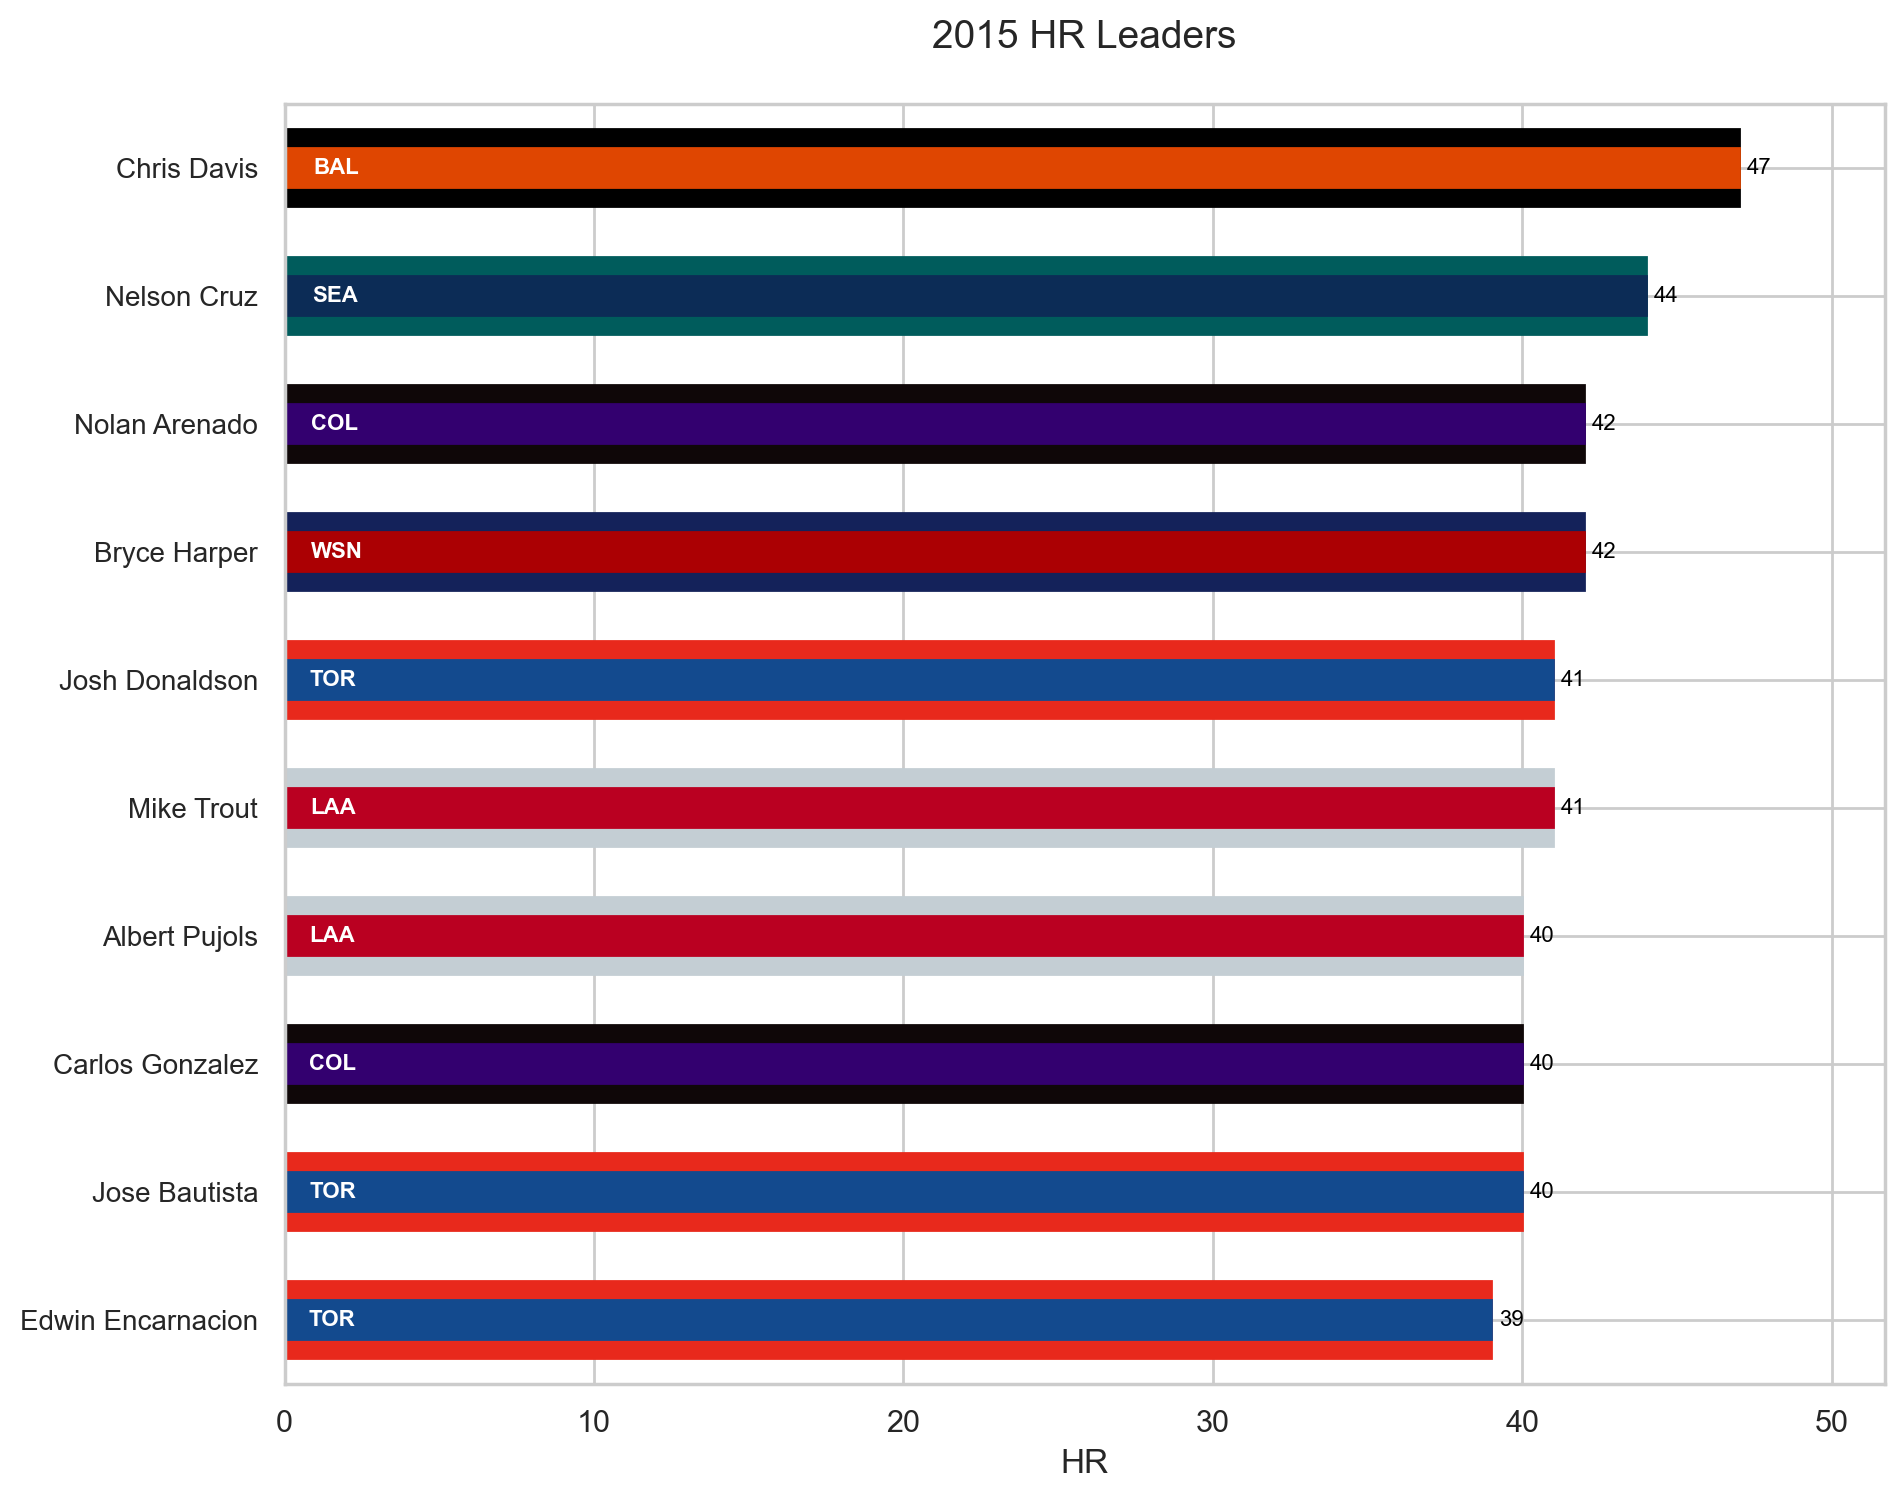 2015 HR Leaders
Chris Davis BAL 47
Nelson Cruz SEA 44
Nolan Arenado COL 42
Bryce Harper WSN 42
Josh Donaldson TOR 41
Mike Trout LAA 41
Albert Pujols LAA 40
Carlos Gonzalez COL 40
Jose Bautista TOR 40
Edwin Encarnacion TOR 39
0 10 20 30 40 50
HR